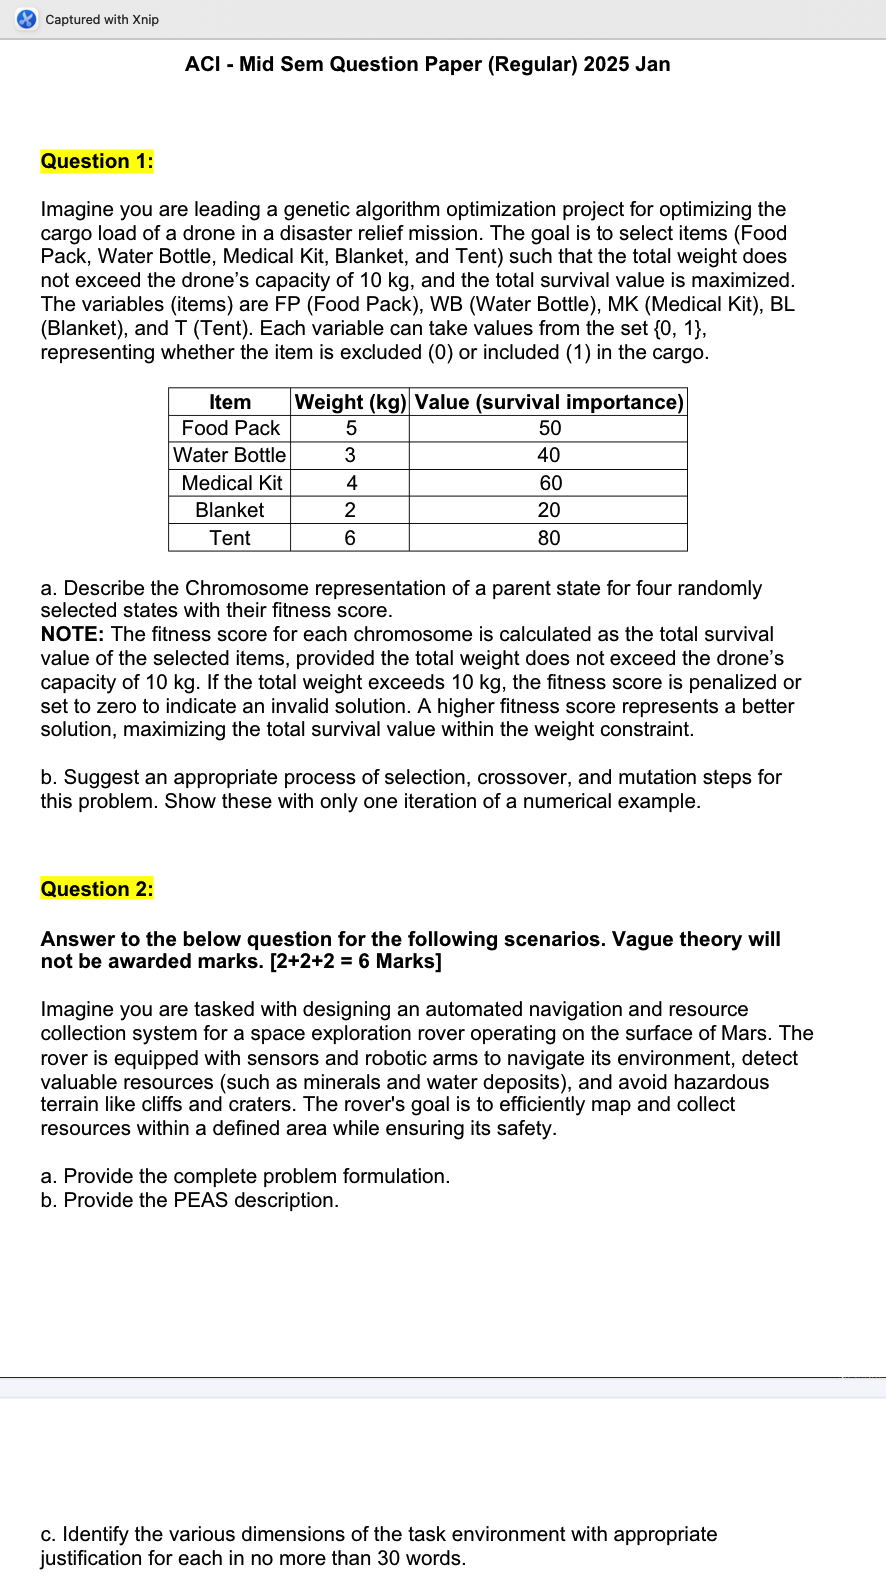 Captured with Xnip
ACI - Mid Sem Question Paper (Regular) 2025 Jan
Question 1:
Imagine you are leading a genetic algorithm optimization project for optimizing the
cargo load of a drone in a disaster relief mission. The goal is to select items (Food
Pack, Water Bottle, Medical Kit, Blanket, and Tent) such that the total weight does
not exceed the drone’s capacity of 10 kg, and the total survival value is maximized.
The variables (items) are FP (Food Pack), WB (Water Bottle), MK (Medical Kit), BL
(Blanket), and T (Tent). Each variable can take values from the set {0, 1},
representing whether the item is excluded (0) or included (1) in the cargo.
Item Weight (kg) Value (survival importance)
Food Pack 5 50
Water Bottle 3 40
Medical Kit 4 60
Blanket 2 20
Tent 6 80
a. Describe the Chromosome representation of a parent state for four randomly
selected states with their fitness score.
NOTE: The fitness score for each chromosome is calculated as the total survival
value of the selected items, provided the total weight does not exceed the drone’s
capacity of 10 kg. If the total weight exceeds 10 kg, the fitness score is penalized or
set to zero to indicate an invalid solution. A higher fitness score represents a better
solution, maximizing the total survival value within the weight constraint.
b. Suggest an appropriate process of selection, crossover, and mutation steps for
this problem. Show these with only one iteration of a numerical example.
Question 2:
Answer to the below question for the following scenarios. Vague theory will
not be awarded marks. [2+2+2 = 6 Marks]
Imagine you are tasked with designing an automated navigation and resource
collection system for a space exploration rover operating on the surface of Mars. The
rover is equipped with sensors and robotic arms to navigate its environment, detect
valuable resources (such as minerals and water deposits), and avoid hazardous
terrain like cliffs and craters. The rover's goal is to efficiently map and collect
resources within a defined area while ensuring its safety.
a. Provide the complete problem formulation.
b. Provide the PEAS description.
c. Identify the various dimensions of the task environment with appropriate
justification for each in no more than 30 words.